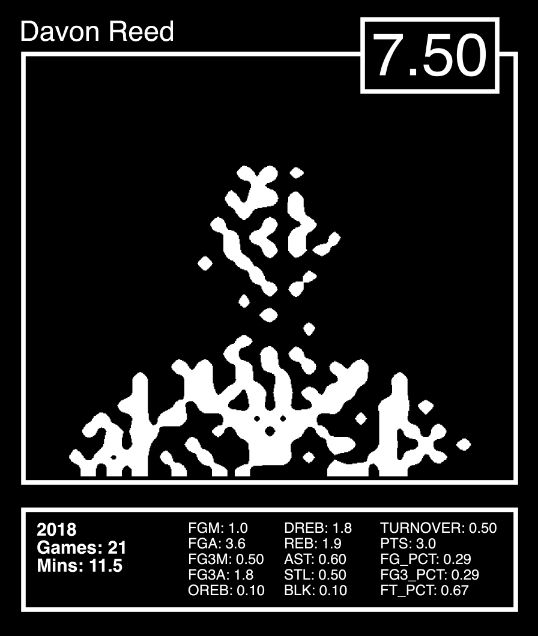 Davon Reed
7.50
2018
Games: 21
Mins: 11.5
FGM: 1.0
FGA: 3.6
FG3M: 0.50
FG3A: 1.8
OREB: 0.10
DREB: 1.8
REB: 1.9
AST: 0.60
STL: 0.50
BLK: 0.10
TURNOVER: 0.50
PTS: 3.0
FG_PCT: 0.29
FG3_PCT: 0.29
FT_PCT: 0.67